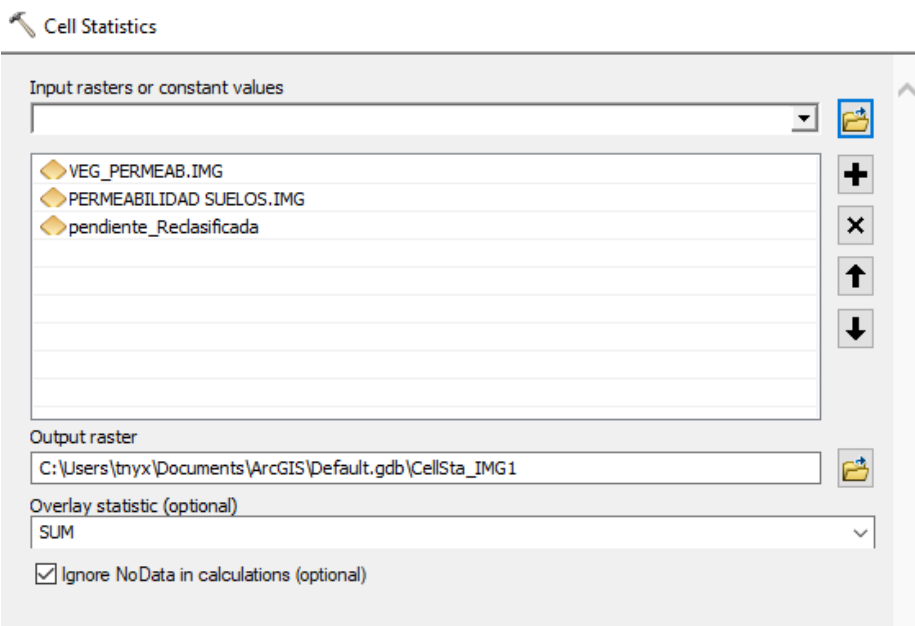 Cell Statistics
Input rasters or constant values
VEG_PERMEAB.IMG
PERMEABILIDAD SUELOS.IMG
pendiente_Reclasificada
Output raster
C:\Users\tnyx\Documents\ArcGIS\Default.gdb\CellSta_IMG1
Overlay statistic (optional)
SUM
Ignore NoData in calculations (optional)